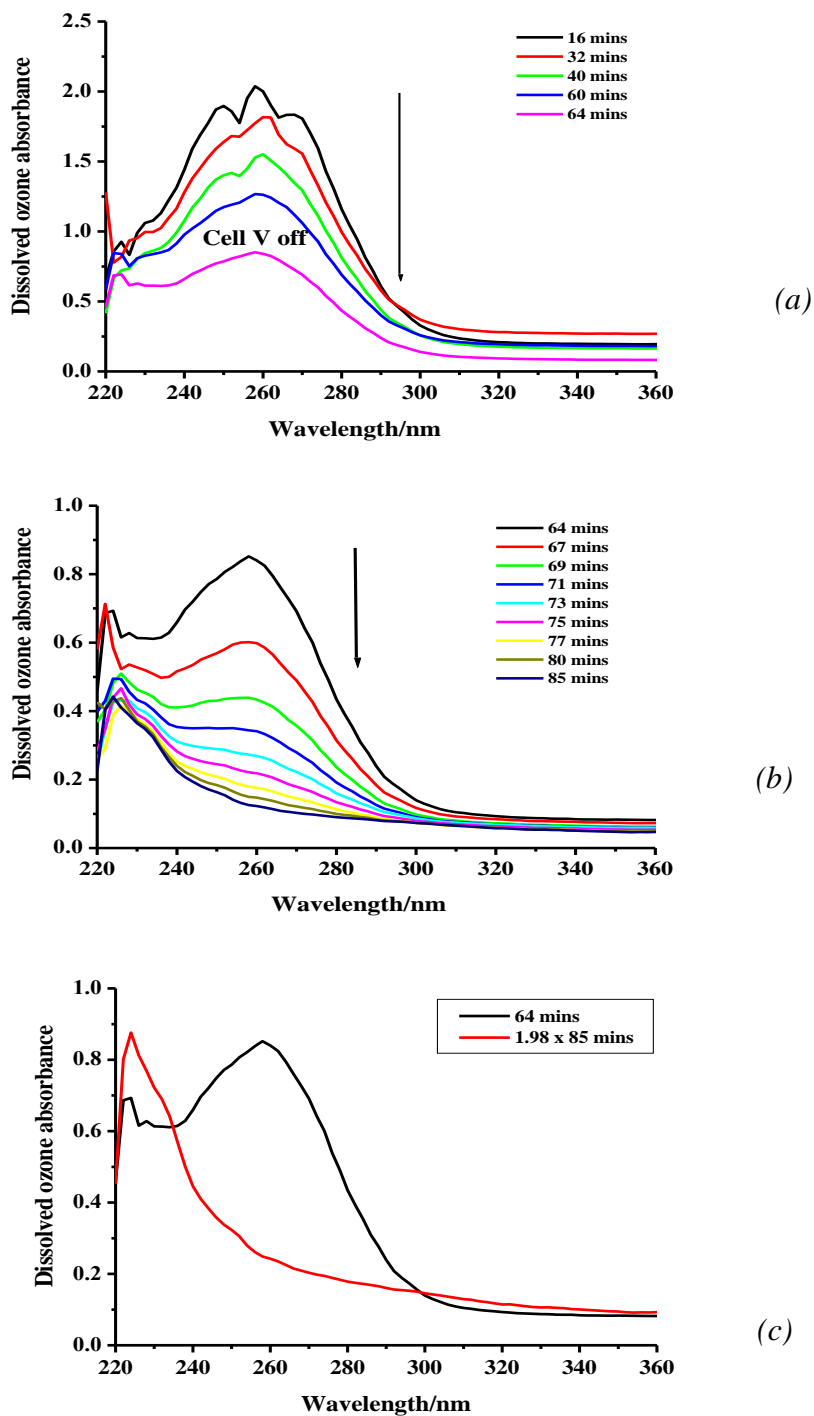 2.5
2.0
1.5
1.0
0.5
0.0
Dissolved ozone absorbance
16 mins
32 mins
40 mins
60 mins
64 mins
Cell V off
220 240 260 280 300 320 340 360
Wavelength/nm
(a)
1.0
0.8
0.6
0.4
0.2
0.0
Dissolved ozone absorbance
64 mins
67 mins
69 mins
71 mins
73 mins
75 mins
77 mins
80 mins
85 mins
220 240 260 280 300 320 340 360
Wavelength/nm
(b)
1.0
0.8
0.6
0.4
0.2
0.0
Dissolved ozone absorbance
64 mins
1.98 x 85 mins
220 240 260 280 300 320 340 360
Wavelength/nm
(c)